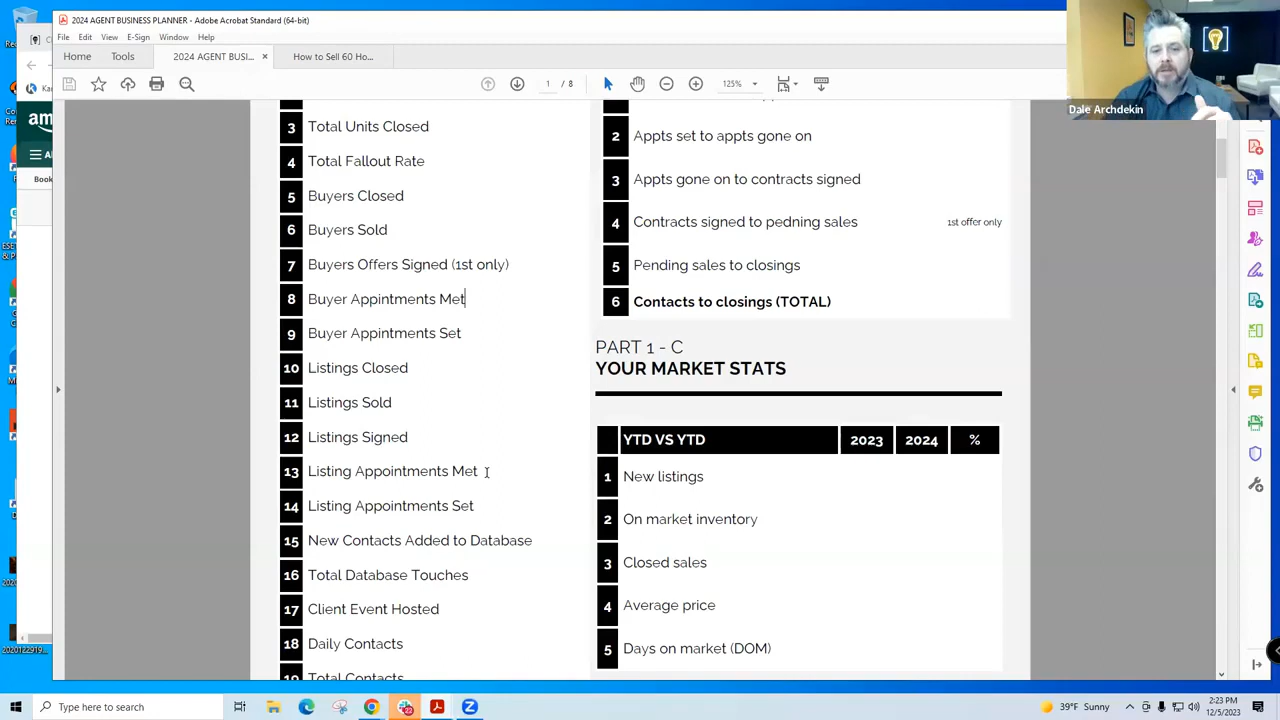 2024 AGENT BUSINESS PLANNER - Adobe Acrobat Standard (64-bit)
File Edit View E-Sign Window Help
Home Tools 2024 AGENT BUSI... × How to Sell 60 Ho...
1 / 8 125%
Dale Archdekin
am
Book
3 Total Units Closed
4 Total Fallout Rate
5 Buyers Closed
6 Buyers Sold
7 Buyers Offers Signed (1st only)
8 Buyer Appintments Met
9 Buyer Appintments Set
10 Listings Closed
11 Listings Sold
12 Listings Signed
13 Listing Appointments Met
14 Listing Appointments Set
15 New Contacts Added to Database
16 Total Database Touches
17 Client Event Hosted
18 Daily Contacts
19 Total Contacts
2 Appts set to appts gone on
3 Appts gone on to contracts signed
4 Contracts signed to pedning sales 1st offer only
5 Pending sales to closings
6 Contacts to closings (TOTAL)
PART 1 - C
YOUR MARKET STATS
YTD VS YTD 2023 2024 %
1 New listings
2 On market inventory
3 Closed sales
4 Average price
5 Days on market (DOM)
2020122919...
Type here to search
39°F Sunny
2:23 PM
12/5/2023